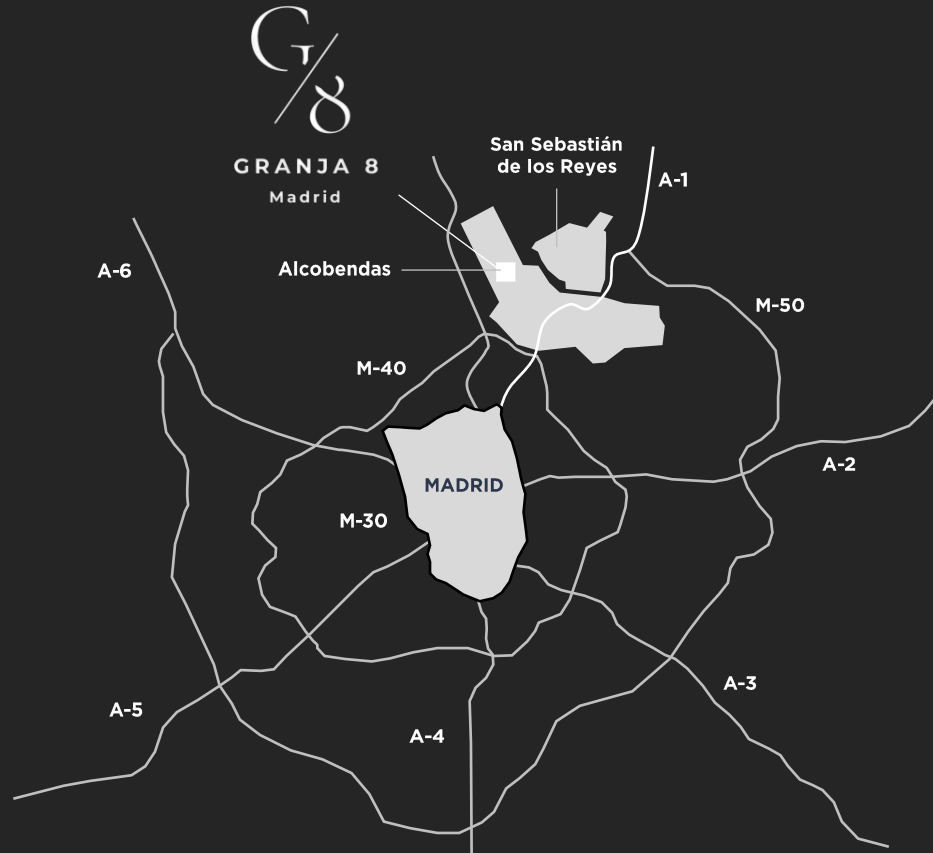 G/8
GRANJA 8
Madrid
San Sebastián
de los Reyes
A-1
Alcobendas
A-6
M-50
M-40
A-2
MADRID
M-30
A-3
A-5
A-4